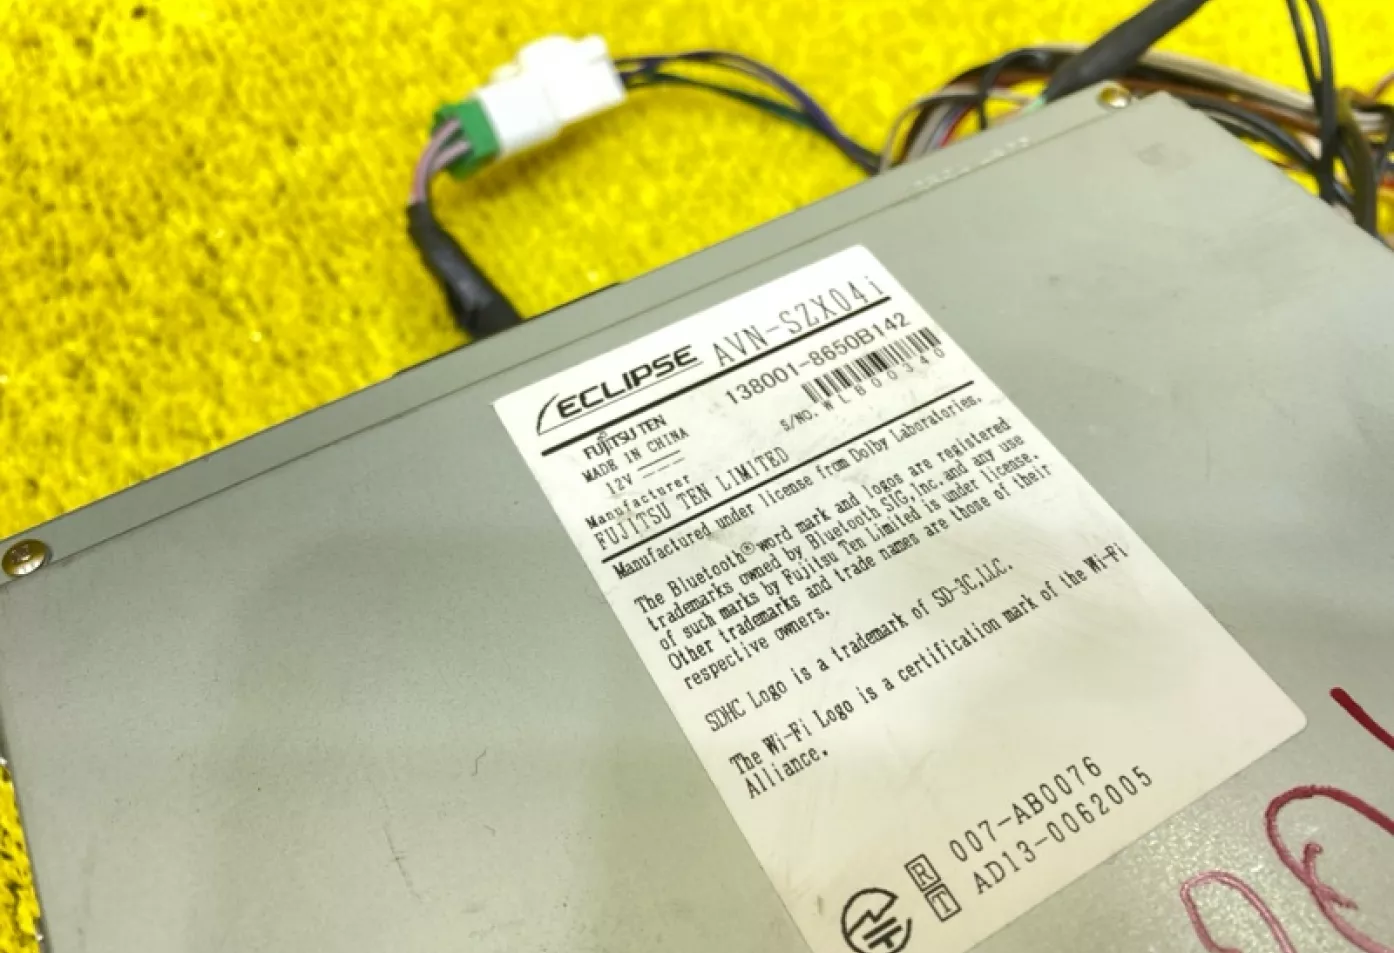 ECLIPSE AVN-SZX04i
FUJITSU TEN 138001-8650B142
MADE IN CHINA
12V
S/NO. WLB00340
Manufacturer
FUJITSU TEN LIMITED
Manufactured under license from Dolby Laboratories.
The Bluetooth® word mark and logos are registered
trademarks owned by Bluetooth SIG, Inc. and any use
of such marks by Fujitsu Ten Limited is under license.
Other trademarks and trade names are those of their
respective owners.
SDHC Logo is a trademark of SD-3C,LLC.
The Wi-Fi Logo is a certification mark of the Wi-Fi
Alliance.
R 007-AB0076
T AD13-0062005